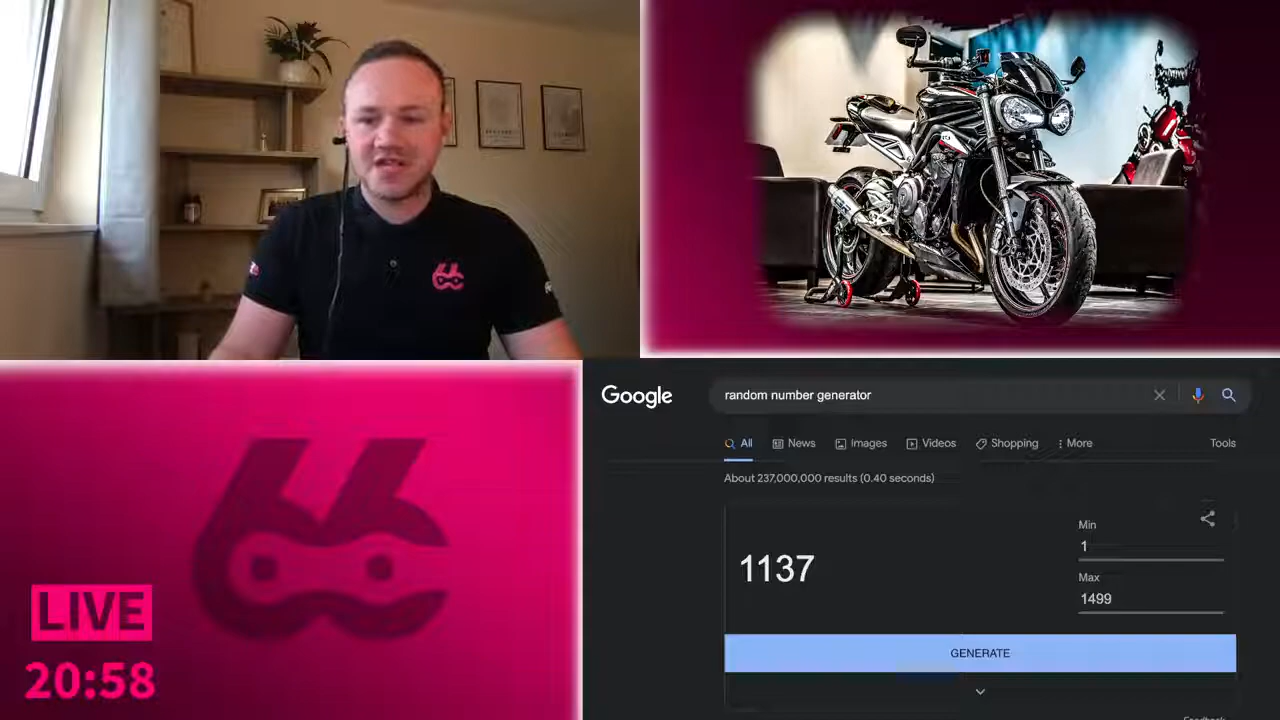 Google
random number generator
All
News
Images
Videos
Shopping
More
Tools
About 237,000,000 results (0.40 seconds)
Min
1
1137
Max
1499
GENERATE
Feedback
LIVE
20:58